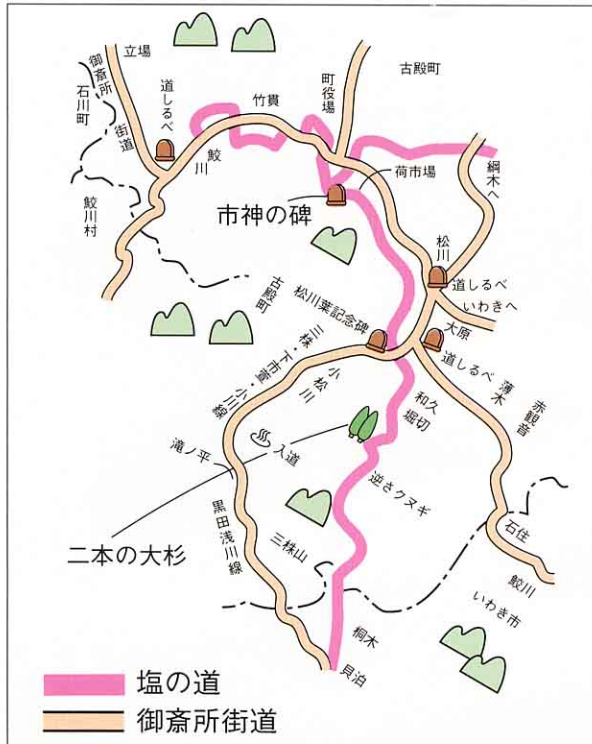 立場
御斎所
街道
石川町
道しるべ
竹貫
町役場
古殿町
鮫川
荷市場
綱木へ
市神の碑
鮫川村
松川
古殿町
松川葉記念碑
道しるべ
いわきへ
大原
道しるべ
薄木
赤観音
三株・下市萱・小川線
小松川
和久
堀切
入道
滝ノ平
逆さクヌギ
二本の大杉
黒田浅川線
三株山
石住
鮫川
いわき市
桐木
貝泊
塩の道
御斎所街道